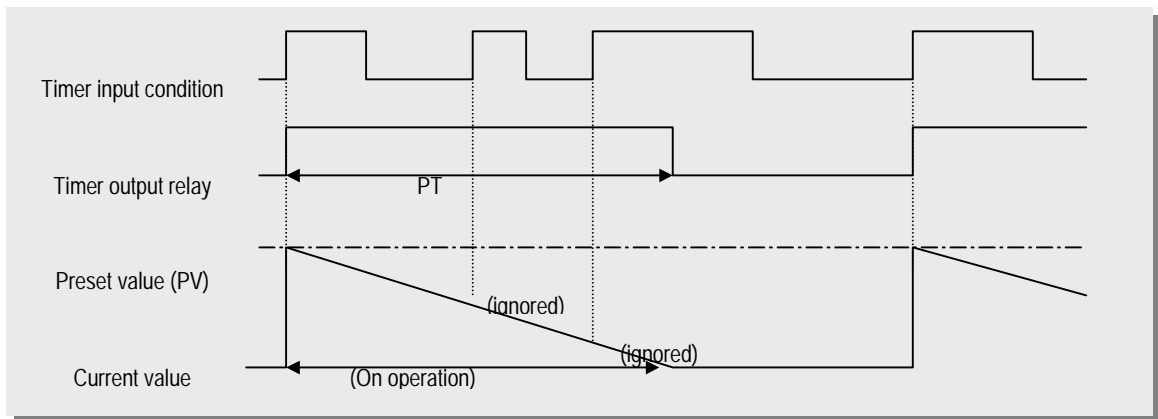 Timer input condition
Timer output relay
PT
Preset value (PV)
(ignored)
(ignored)
Current value
(On operation)